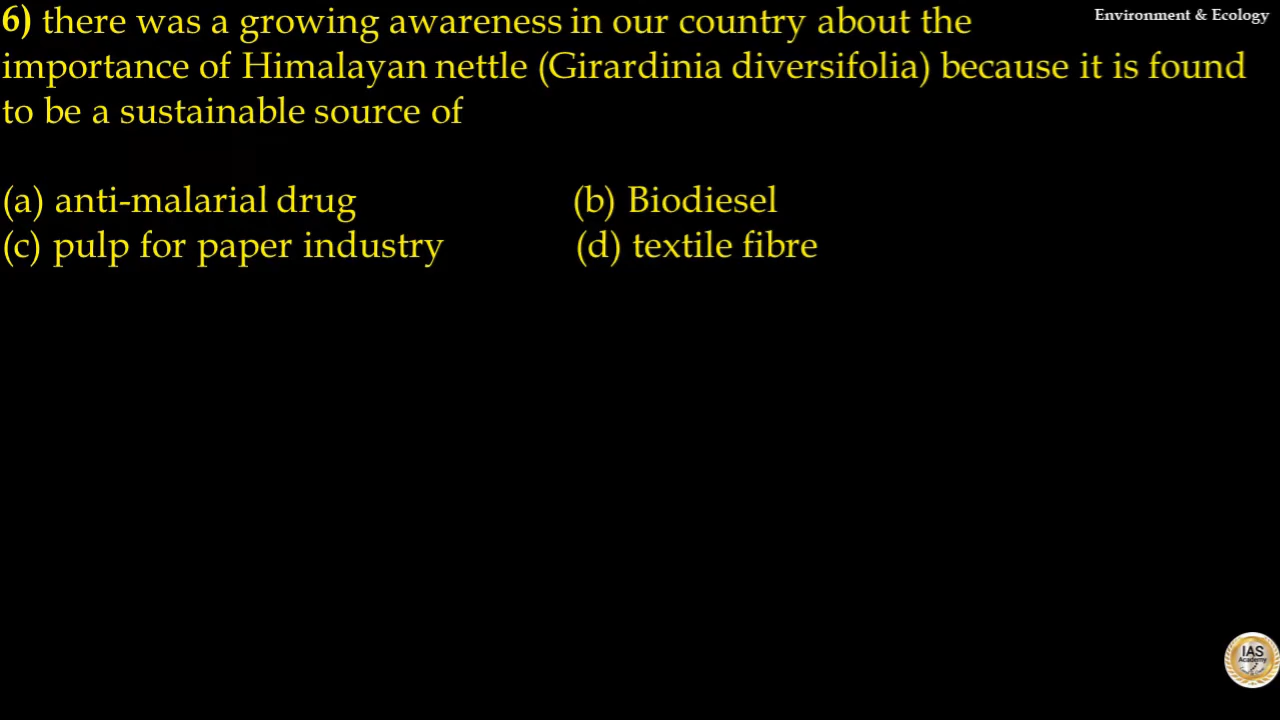 Environment & Ecology
6) there was a growing awareness in our country about the
importance of Himalayan nettle (Girardinia diversifolia) because it is found
to be a sustainable source of
(a) anti-malarial drug (b) Biodiesel
(c) pulp for paper industry (d) textile fibre
IAS
Academy